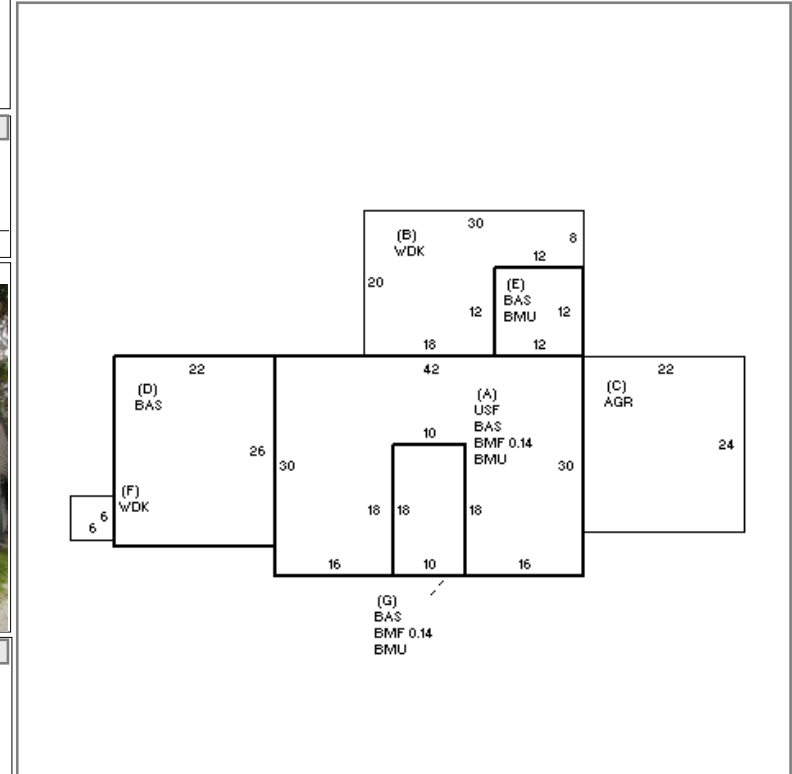 30
(B)
WDK
8
12
20
(E)
BAS
BMU
12
12
18
12
22
42
22
(D)
BAS
(A)
USF
BAS
BMF 0.14
BMU
(C)
AGR
10
26
30
30
24
(F)
WDK
6
6
18
18
18
16
10
16
(G)
BAS
BMF 0.14
BMU